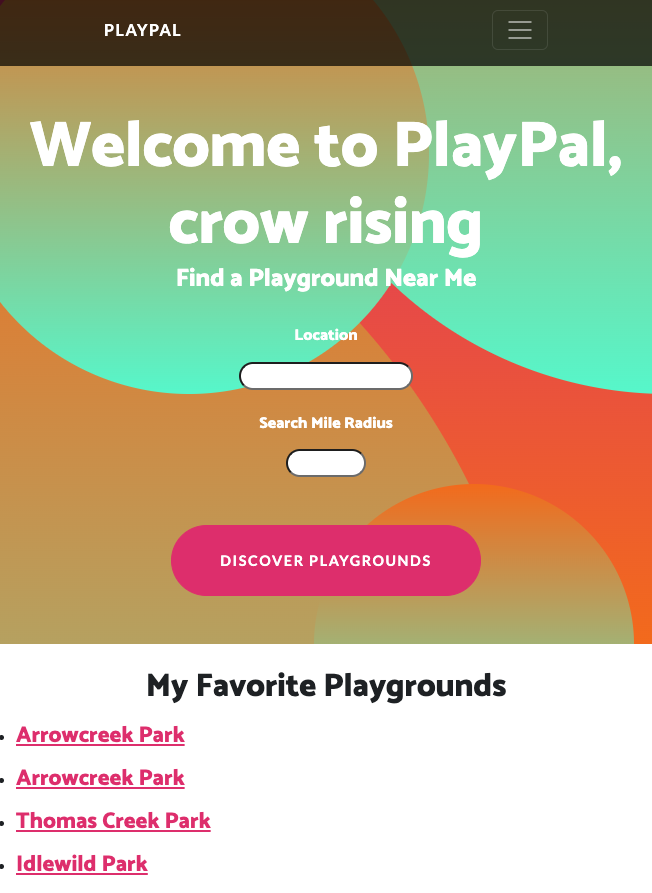 PLAYPAL
Welcome to PlayPal,
crow rising
Find a Playground Near Me
Location
Search Mile Radius
DISCOVER PLAYGROUNDS
My Favorite Playgrounds
Arrowcreek Park
Arrowcreek Park
Thomas Creek Park
Idlewild Park